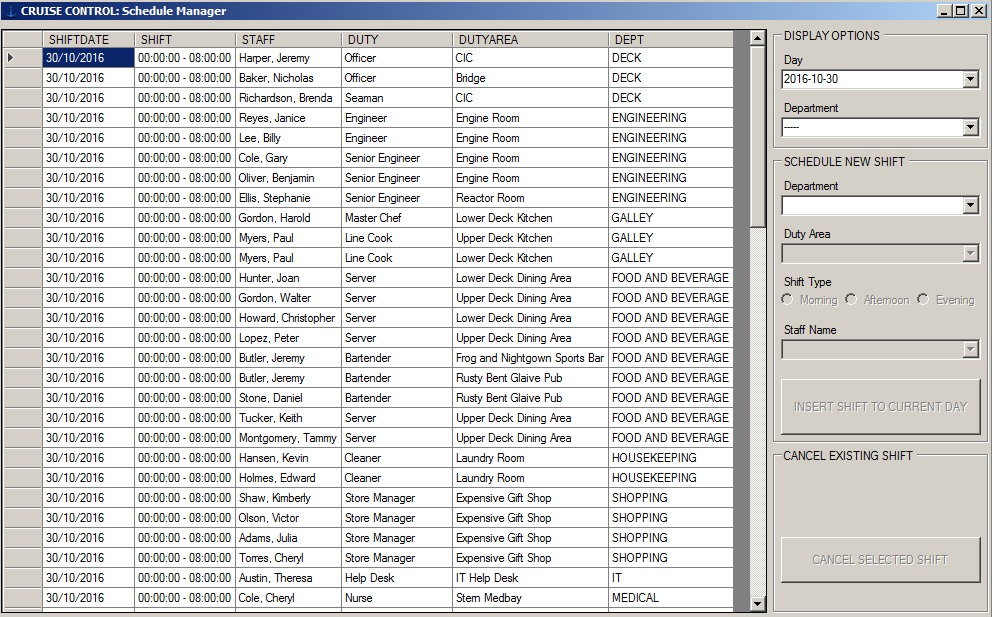 CRUISE CONTROL: Schedule Manager
SHIFTDATE SHIFT STAFF DUTY DUTYAREA DEPT
30/10/2016 00:00:00 - 08:00:00 Harper, Jeremy Officer CIC DECK
30/10/2016 00:00:00 - 08:00:00 Baker, Nicholas Officer Bridge DECK
30/10/2016 00:00:00 - 08:00:00 Richardson, Brenda Seaman CIC DECK
30/10/2016 00:00:00 - 08:00:00 Reyes, Janice Engineer Engine Room ENGINEERING
30/10/2016 00:00:00 - 08:00:00 Lee, Billy Engineer Engine Room ENGINEERING
30/10/2016 00:00:00 - 08:00:00 Cole, Gary Senior Engineer Engine Room ENGINEERING
30/10/2016 00:00:00 - 08:00:00 Oliver, Benjamin Senior Engineer Engine Room ENGINEERING
30/10/2016 00:00:00 - 08:00:00 Ellis, Stephanie Senior Engineer Reactor Room ENGINEERING
30/10/2016 00:00:00 - 08:00:00 Gordon, Harold Master Chef Lower Deck Kitchen GALLEY
30/10/2016 00:00:00 - 08:00:00 Myers, Paul Line Cook Upper Deck Kitchen GALLEY
30/10/2016 00:00:00 - 08:00:00 Myers, Paul Line Cook Lower Deck Kitchen GALLEY
30/10/2016 00:00:00 - 08:00:00 Hunter, Joan Server Lower Deck Dining Area FOOD AND BEVERAGE
30/10/2016 00:00:00 - 08:00:00 Gordon, Walter Server Upper Deck Dining Area FOOD AND BEVERAGE
30/10/2016 00:00:00 - 08:00:00 Howard, Christopher Server Lower Deck Dining Area FOOD AND BEVERAGE
30/10/2016 00:00:00 - 08:00:00 Lopez, Peter Server Upper Deck Dining Area FOOD AND BEVERAGE
30/10/2016 00:00:00 - 08:00:00 Butler, Jeremy Bartender Frog and Nightgown Sports Bar FOOD AND BEVERAGE
30/10/2016 00:00:00 - 08:00:00 Butler, Jeremy Bartender Rusty Bent Glaive Pub FOOD AND BEVERAGE
30/10/2016 00:00:00 - 08:00:00 Stone, Daniel Bartender Rusty Bent Glaive Pub FOOD AND BEVERAGE
30/10/2016 00:00:00 - 08:00:00 Tucker, Keith Server Upper Deck Dining Area FOOD AND BEVERAGE
30/10/2016 00:00:00 - 08:00:00 Montgomery, Tammy Server Upper Deck Dining Area FOOD AND BEVERAGE
30/10/2016 00:00:00 - 08:00:00 Hansen, Kevin Cleaner Laundry Room HOUSEKEEPING
30/10/2016 00:00:00 - 08:00:00 Holmes, Edward Cleaner Laundry Room HOUSEKEEPING
30/10/2016 00:00:00 - 08:00:00 Shaw, Kimberly Store Manager Expensive Gift Shop SHOPPING
30/10/2016 00:00:00 - 08:00:00 Olson, Victor Store Manager Expensive Gift Shop SHOPPING
30/10/2016 00:00:00 - 08:00:00 Adams, Julia Store Manager Expensive Gift Shop SHOPPING
30/10/2016 00:00:00 - 08:00:00 Torres, Cheryl Store Manager Expensive Gift Shop SHOPPING
30/10/2016 00:00:00 - 08:00:00 Austin, Theresa Help Desk IT Help Desk IT
30/10/2016 00:00:00 - 08:00:00 Cole, Cheryl Nurse Stern Medbay MEDICAL
DISPLAY OPTIONS
Day
2016-10-30
Department
-----
SCHEDULE NEW SHIFT
Department
Duty Area
Shift Type
Morning Afternoon Evening
Staff Name
INSERT SHIFT TO CURRENT DAY
CANCEL EXISTING SHIFT
CANCEL SELECTED SHIFT